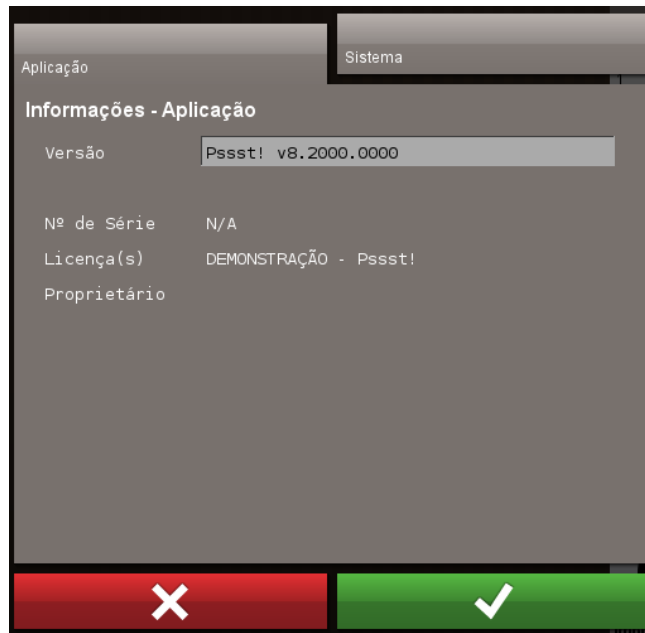 Aplicação
Sistema
Informações - Aplicação
Versão Pssst! v8.2000.0000
Nº de Série N/A
Licença(s) DEMONSTRAÇÃO - Pssst!
Proprietário